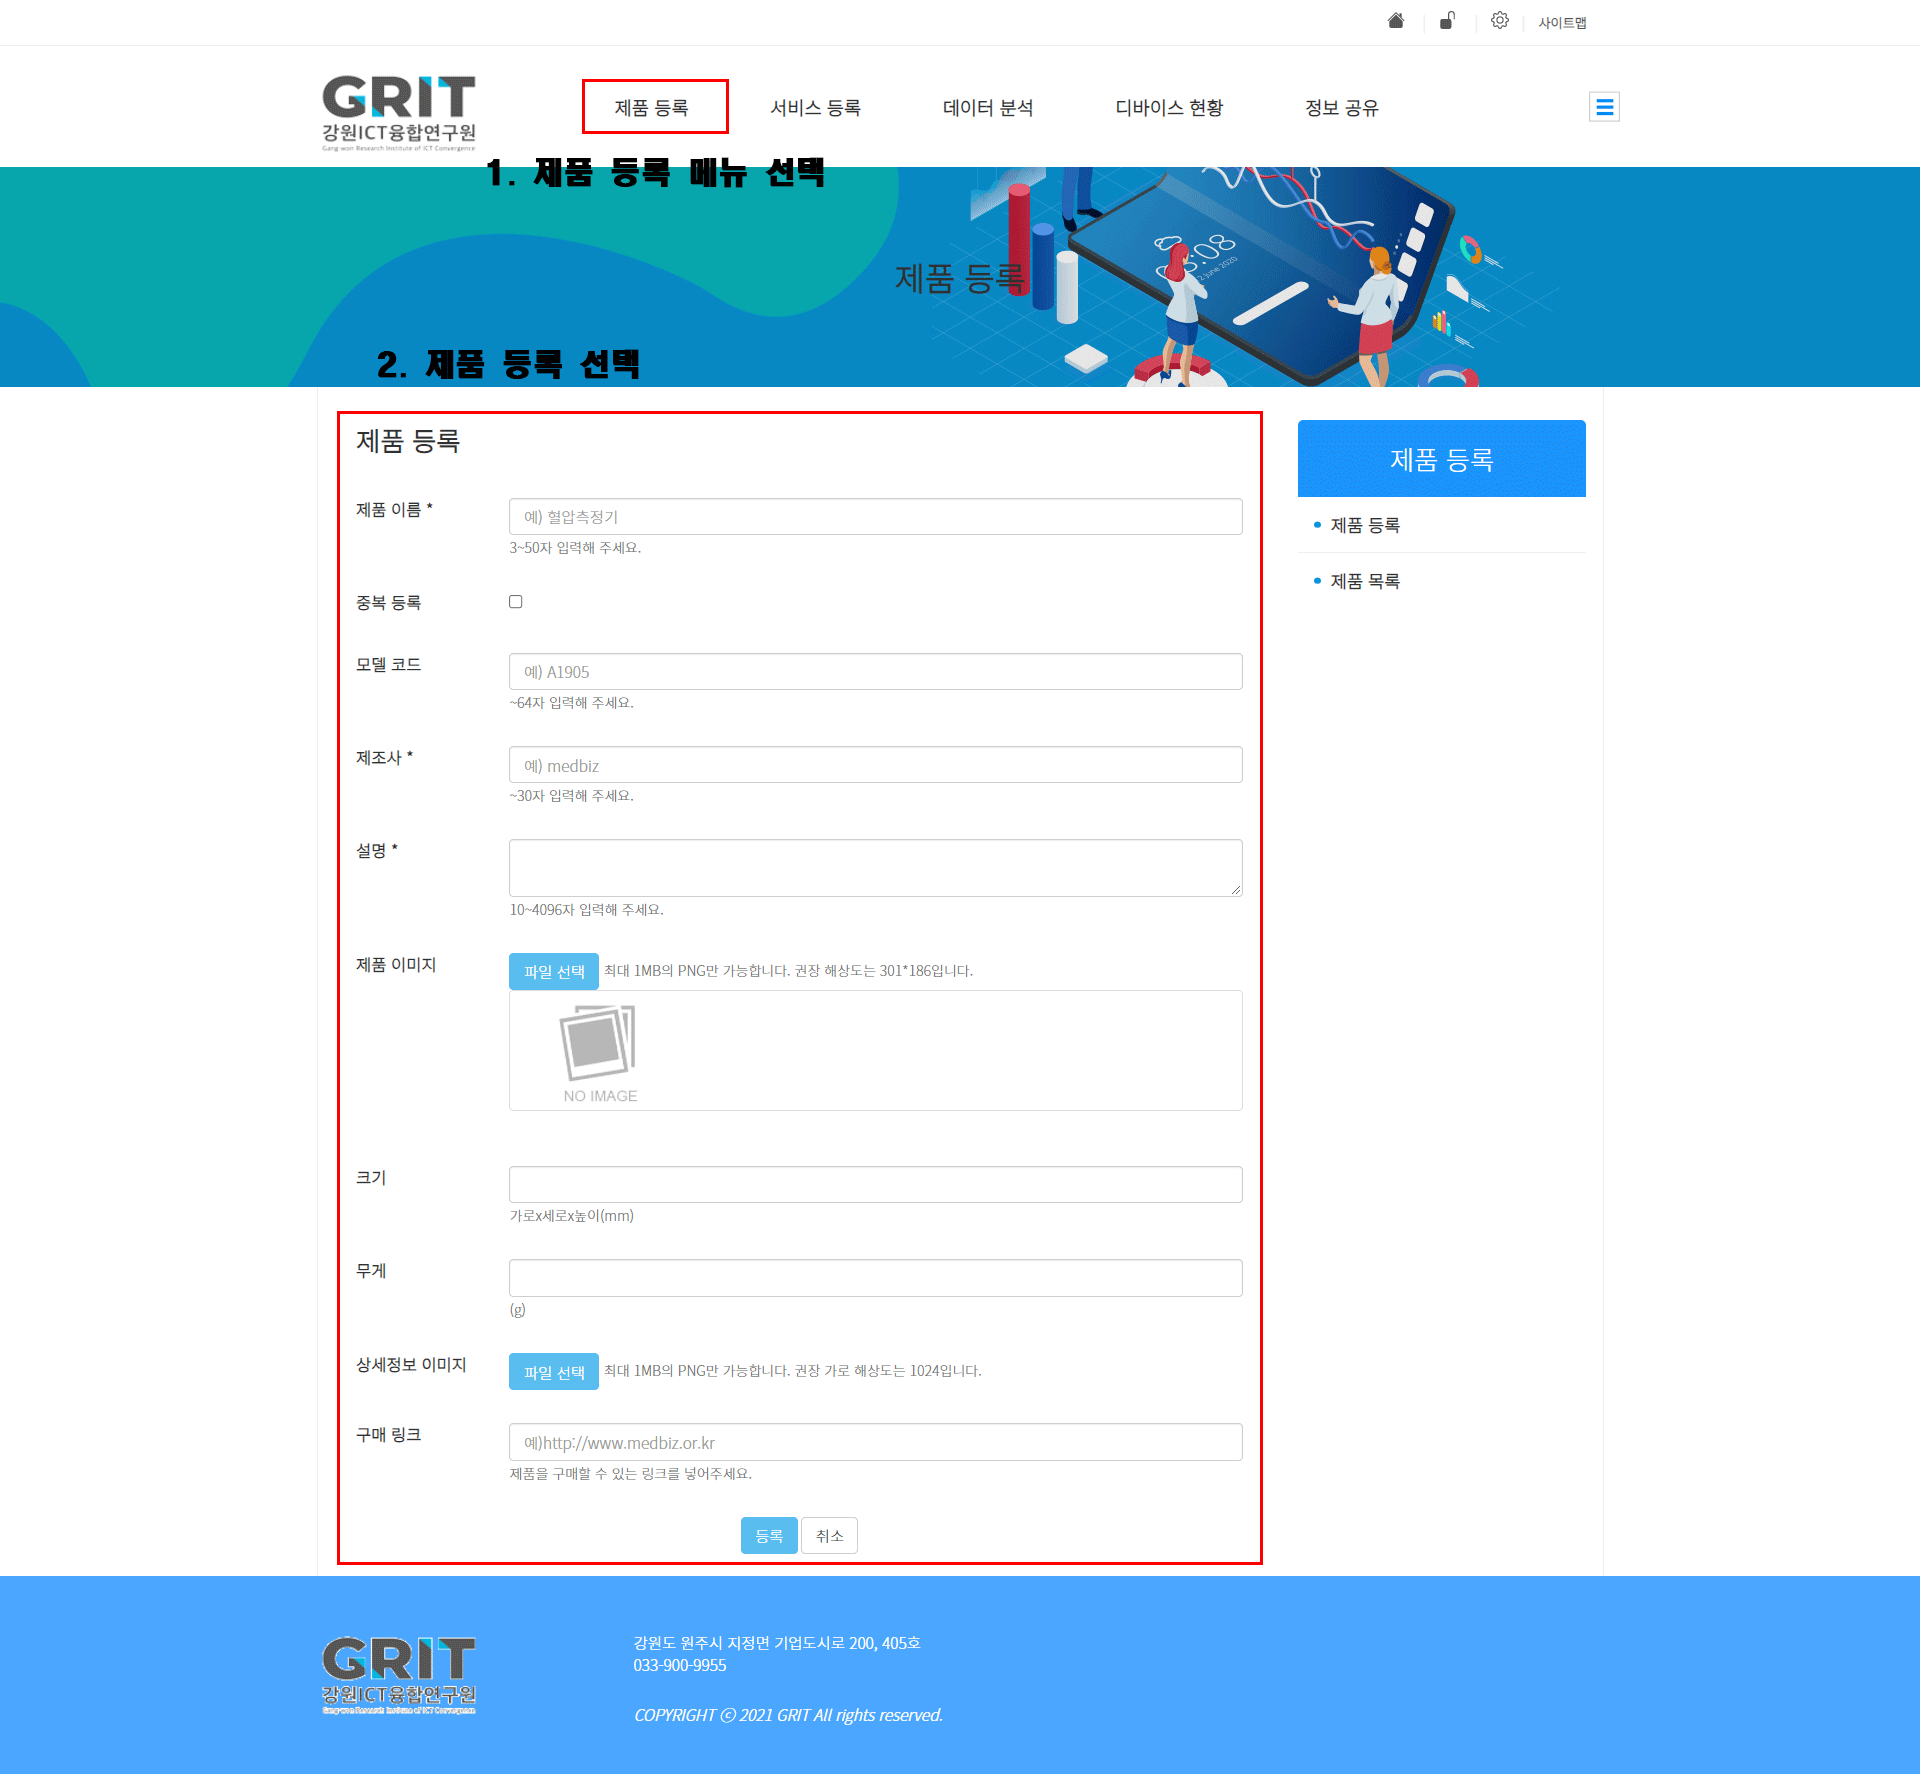 사이트맵
GRIT
강원ICT융합연구원
Gang-won Research Institute of ICT Convergence
제품 등록
서비스 등록
데이터 분석
디바이스 현황
정보 공유
1. 제품 등록 메뉴 선택
제품 등록
2. 제품 등록 선택
제품 등록
제품 이름 *
예) 혈압측정기
3~50자 입력해 주세요.
중복 등록
모델 코드
예) A1905
~64자 입력해 주세요.
제조사 *
예) medbiz
~30자 입력해 주세요.
설명 *
10~4096자 입력해 주세요.
제품 이미지
파일 선택 최대 1MB의 PNG만 가능합니다. 권장 해상도는 301*186입니다.
NO IMAGE
크기
가로x세로x높이(mm)
무게
(g)
상세정보 이미지
파일 선택 최대 1MB의 PNG만 가능합니다. 권장 가로 해상도는 1024입니다.
구매 링크
예)http://www.medbiz.or.kr
제품을 구매할 수 있는 링크를 넣어주세요.
등록
취소
제품 등록
제품 등록
제품 목록
GRIT
강원ICT융합연구원
Gang-won Research Institute of ICT Convergence
강원도 원주시 지정면 기업도시로 200, 405호
033-900-9955
COPYRIGHT ⓒ 2021 GRIT All rights reserved.